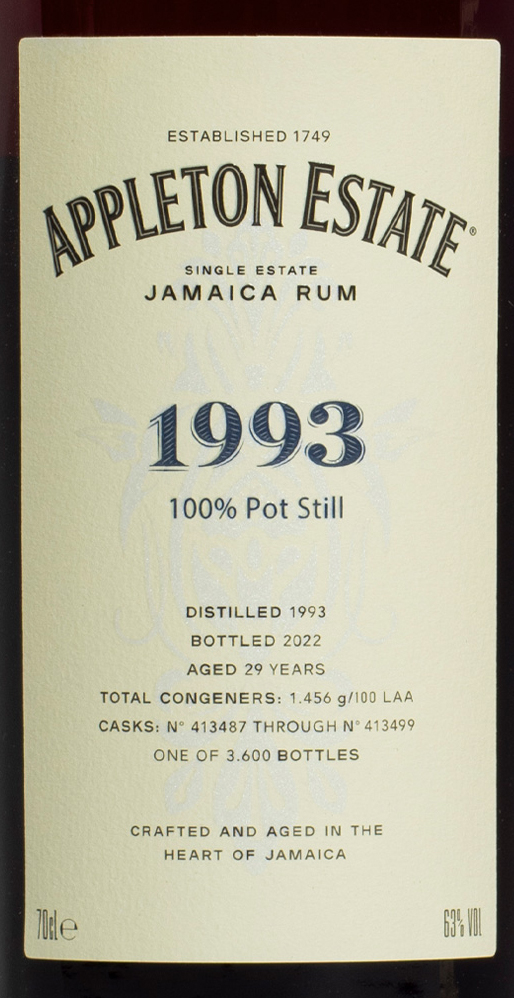 ESTABLISHED 1749
APPLETON ESTATE®
SINGLE ESTATE
JAMAICA RUM
1993
100% Pot Still
DISTILLED 1993
BOTTLED 2022
AGED 29 YEARS
TOTAL CONGENERS: 1.456 g/100 LAA
CASKS: N° 413487 THROUGH N° 413499
ONE OF 3.600 BOTTLES
CRAFTED AND AGED IN THE
HEART OF JAMAICA
70cl ℮ 63% VOl